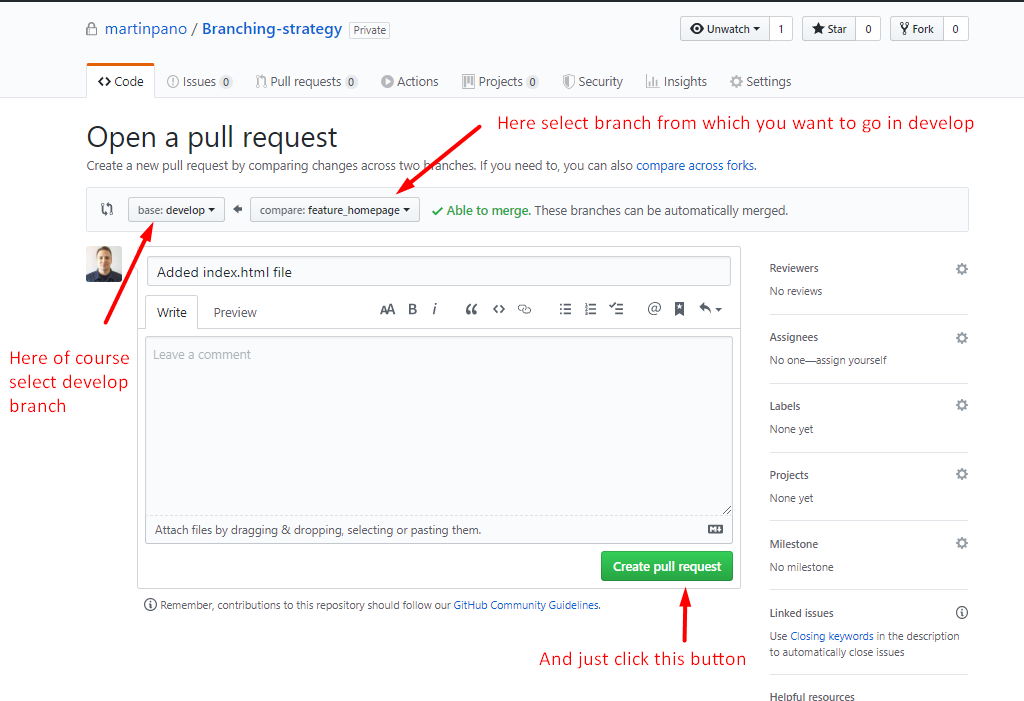 martinpano / Branching-strategy Private
Unwatch 1 Star 0 Fork 0
Code Issues 0 Pull requests 0 Actions Projects 0 Security Insights Settings
Here select branch from which you want to go in develop
Open a pull request
Create a new pull request by comparing changes across two branches. If you need to, you can also compare across forks.
base: develop compare: feature_homepage Able to merge. These branches can be automatically merged.
Added index.html file
Write Preview
AA B i @
Leave a comment
Here of course
select develop
branch
Attach files by dragging & dropping, selecting or pasting them.
Create pull request
Remember, contributions to this repository should follow our GitHub Community Guidelines.
And just click this button
Reviewers
No reviews
Assignees
No one—assign yourself
Labels
None yet
Projects
None yet
Milestone
No milestone
Linked issues
Use Closing keywords in the description
to automatically close issues
Helpful resources